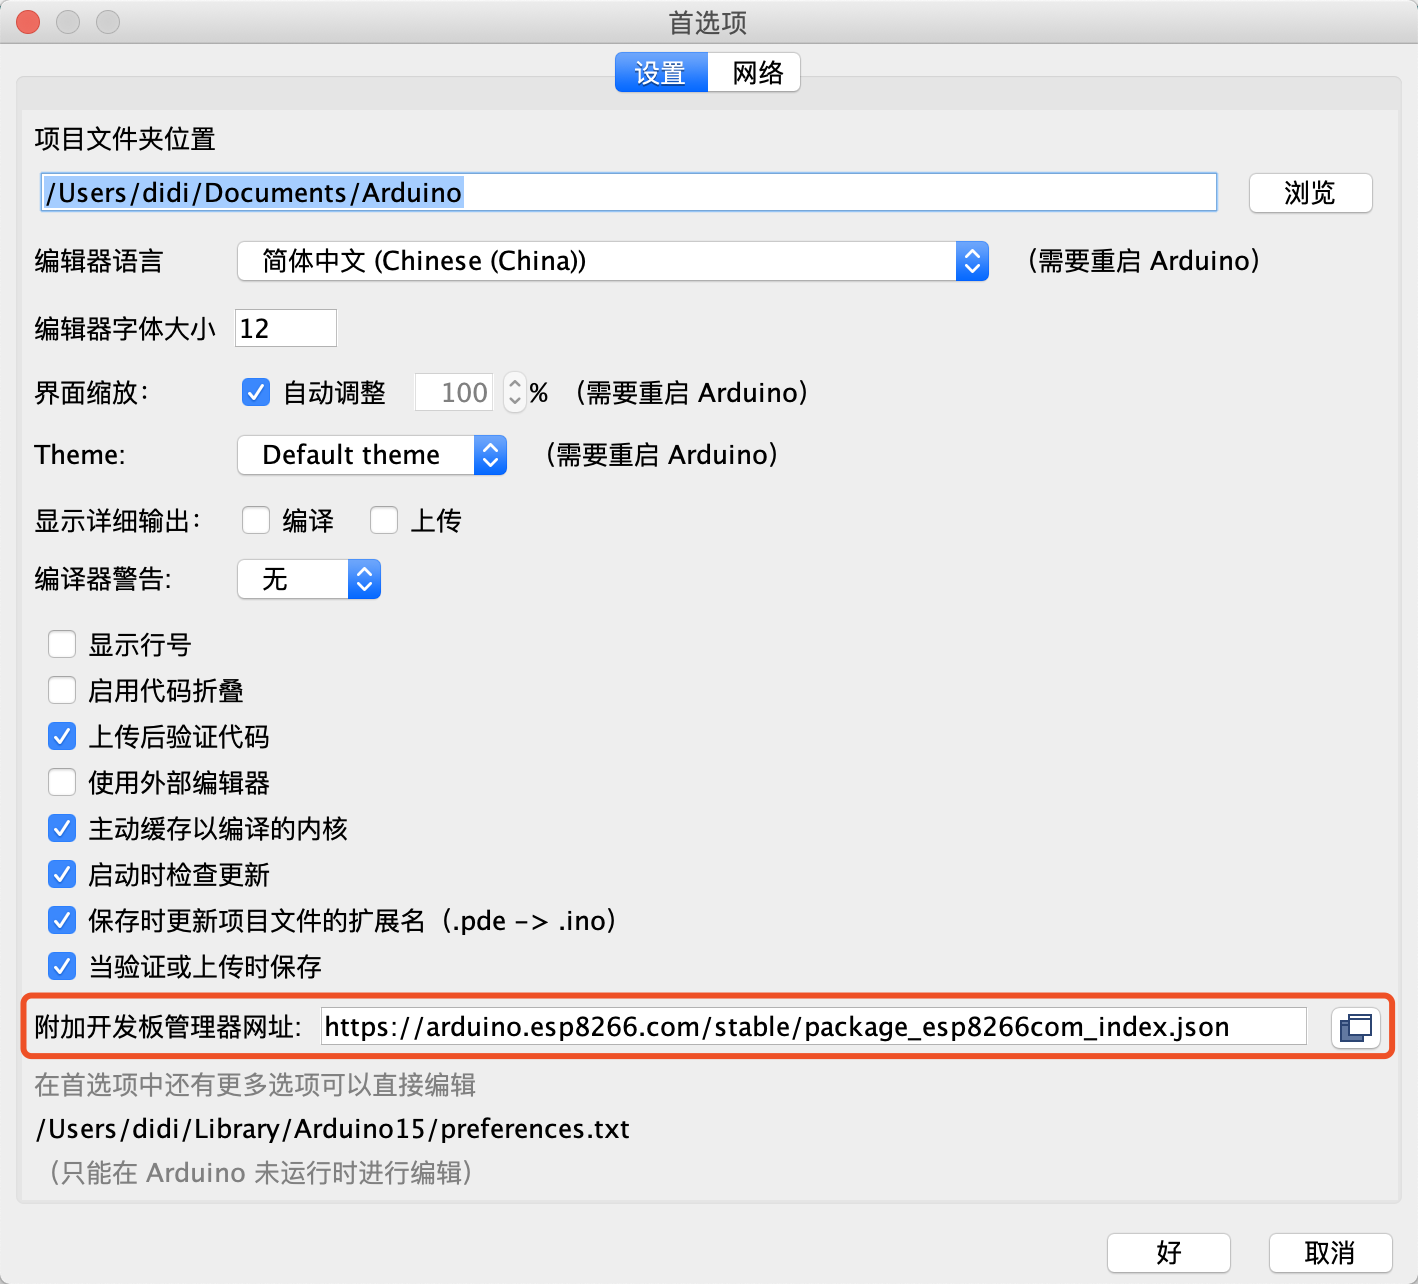 首选项
设置 网络
项目文件夹位置
/Users/didi/Documents/Arduino 浏览
编辑器语言 简体中文 (Chinese (China)) （需要重启 Arduino）
编辑器字体大小 12
界面缩放： 自动调整 100 % （需要重启 Arduino）
Theme: Default theme （需要重启 Arduino）
显示详细输出： 编译 上传
编译器警告: 无
显示行号
启用代码折叠
上传后验证代码
使用外部编辑器
主动缓存以编译的内核
启动时检查更新
保存时更新项目文件的扩展名（.pde -> .ino）
当验证或上传时保存
附加开发板管理器网址: https://arduino.esp8266.com/stable/package_esp8266com_index.json
在首选项中还有更多选项可以直接编辑
/Users/didi/Library/Arduino15/preferences.txt
（只能在 Arduino 未运行时进行编辑）
好 取消